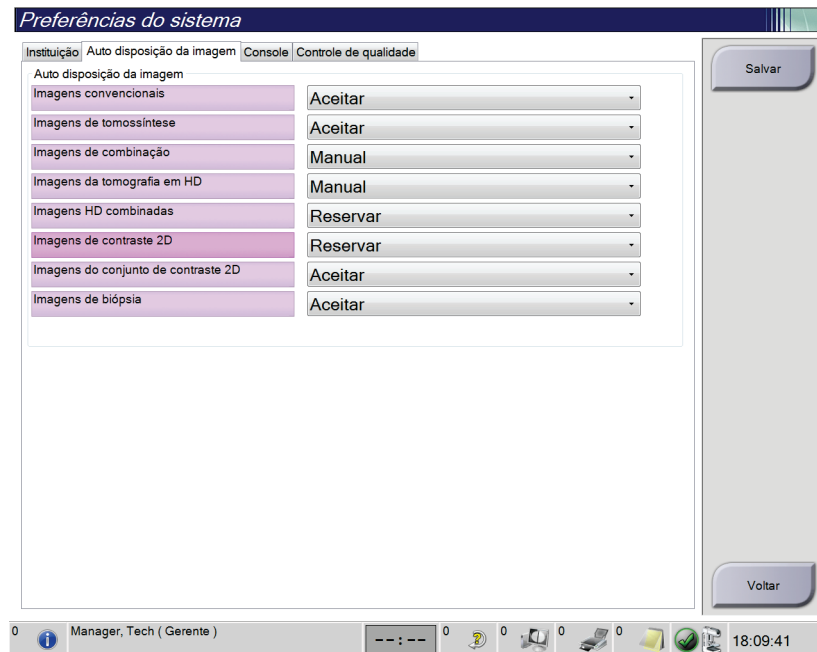 Preferências do sistema
Instituição Auto disposição da imagem Console Controle de qualidade
Auto disposição da imagem
Imagens convencionais Aceitar
Imagens de tomossíntese Aceitar
Imagens de combinação Manual
Imagens da tomografia em HD Manual
Imagens HD combinadas Reservar
Imagens de contraste 2D Reservar
Imagens do conjunto de contraste 2D Aceitar
Imagens de biópsia Aceitar
Salvar
Voltar
0 Manager, Tech ( Gerente ) --:-- 0 0 0 0 18:09:41